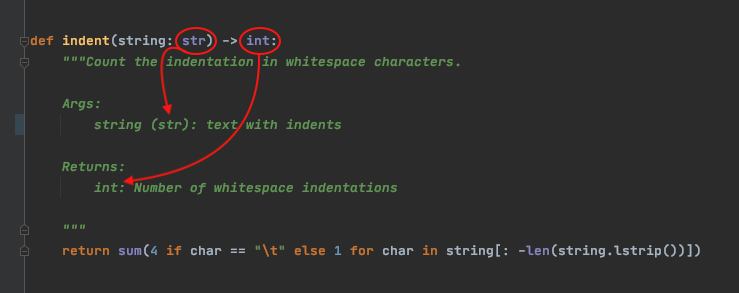 def indent(string: str) -> int:
"""Count the indentation in whitespace characters.
Args:
string (str): text with indents
Returns:
int: Number of whitespace indentations
"""
return sum(4 if char == "\t" else 1 for char in string[: -len(string.lstrip())])